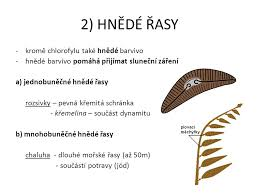 2) HNĚDÉ ŘASY
- kromě chlorofylu také hnědé barvivo
- hnědé barvivo pomáhá přijímat sluneční záření
a) jednobuněčné hnědé řasy
rozsivky – pevná křemitá schránka
- křemelina – součást dynamitu
b) mnohobuněčné hnědé řasy
chaluha - dlouhé mořské řasy (až 50m)
- součástí potravy (jód)
plovací
měchýřky